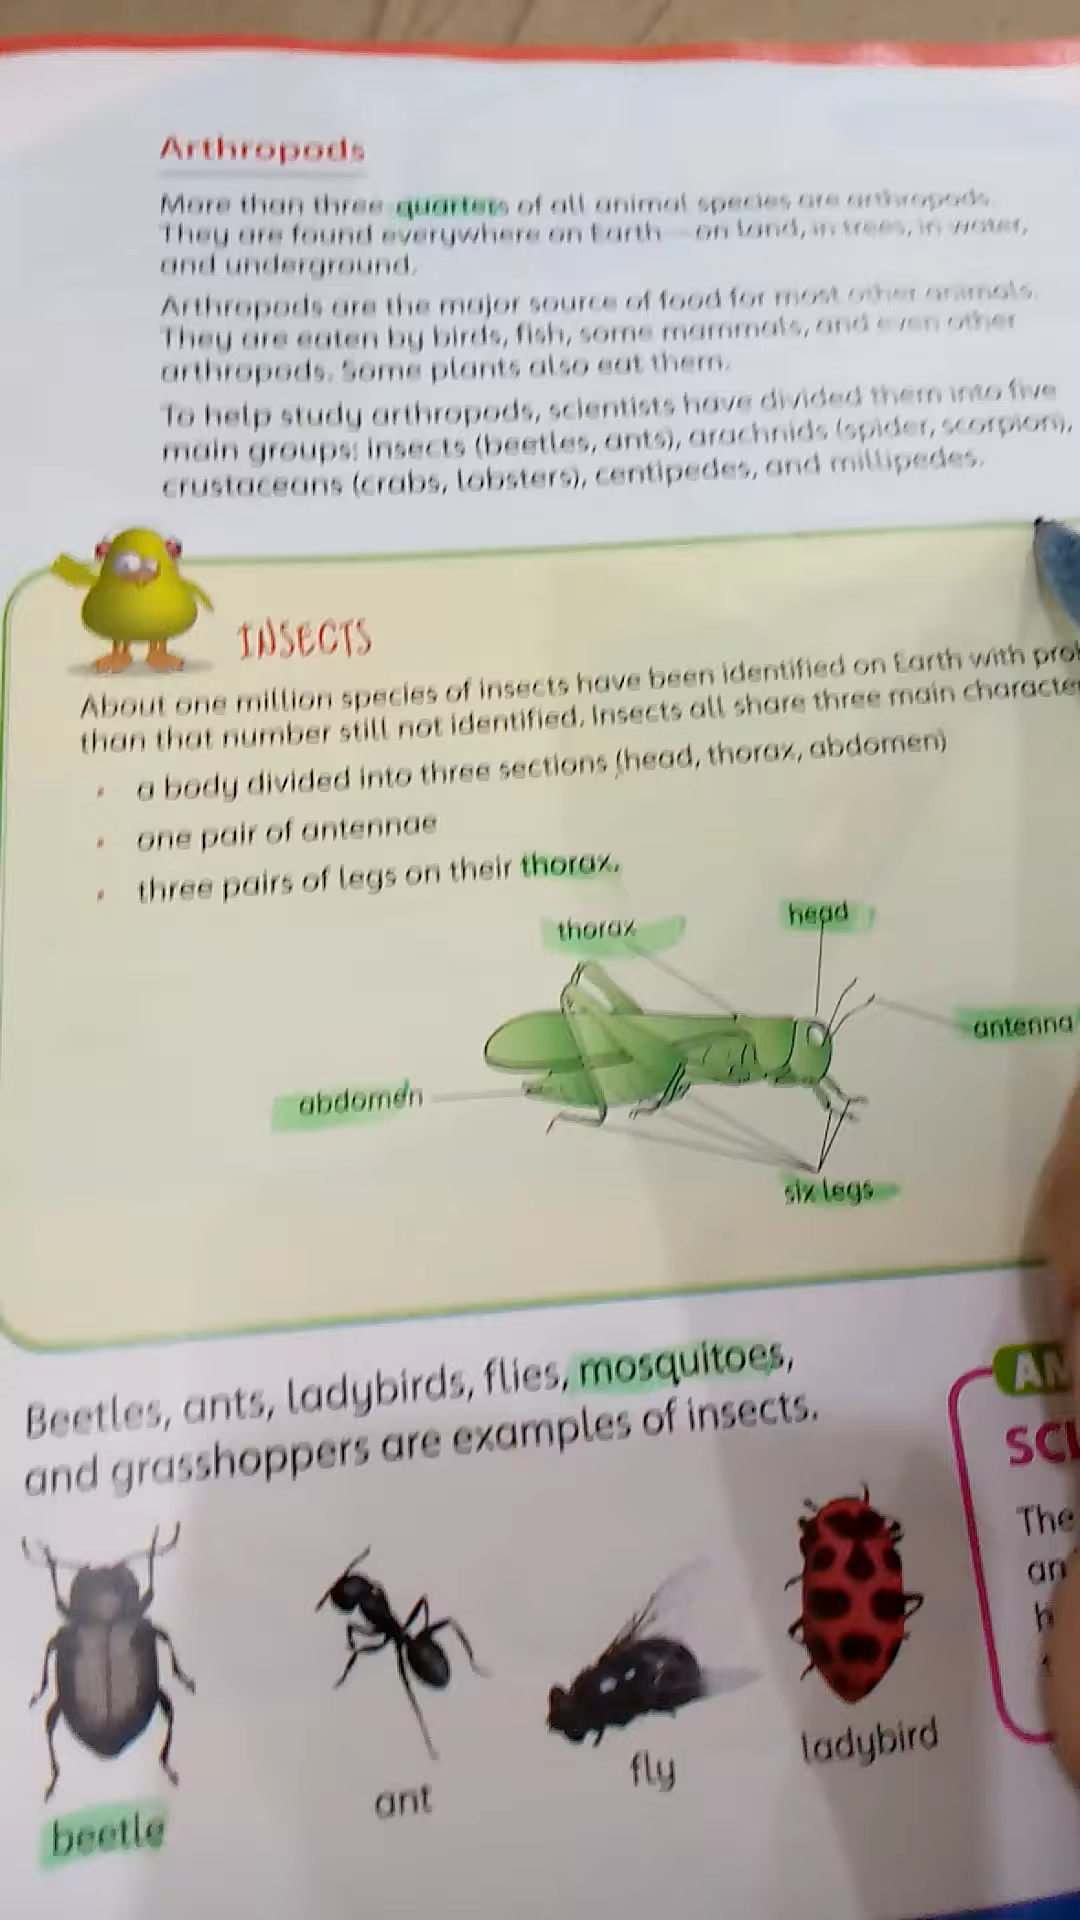 Arthropods
More than three quarters of all animal species are arthropods.
They are found everywhere on Earth – on land, in trees, in water,
and underground.
Arthropods are the major source of food for most other animals.
They are eaten by birds, fish, some mammals, and even other
arthropods. Some plants also eat them.
To help study arthropods, scientists have divided them into five
main groups: insects (beetles, ants), arachnids (spider, scorpion),
crustaceans (crabs, lobsters), centipedes, and millipedes.
INSECTS
About one million species of insects have been identified on Earth with
than that number still not identified. Insects all share three main
• a body divided into three sections (head, thorax, abdomen)
• one pair of antennae
• three pairs of legs on their thorax.
thorax
head
antenna
abdomen
six legs
Beetles, ants, ladybirds, flies, mosquitoes,
and grasshoppers are examples of insects.
The
an
beetle
ant
fly
ladybird